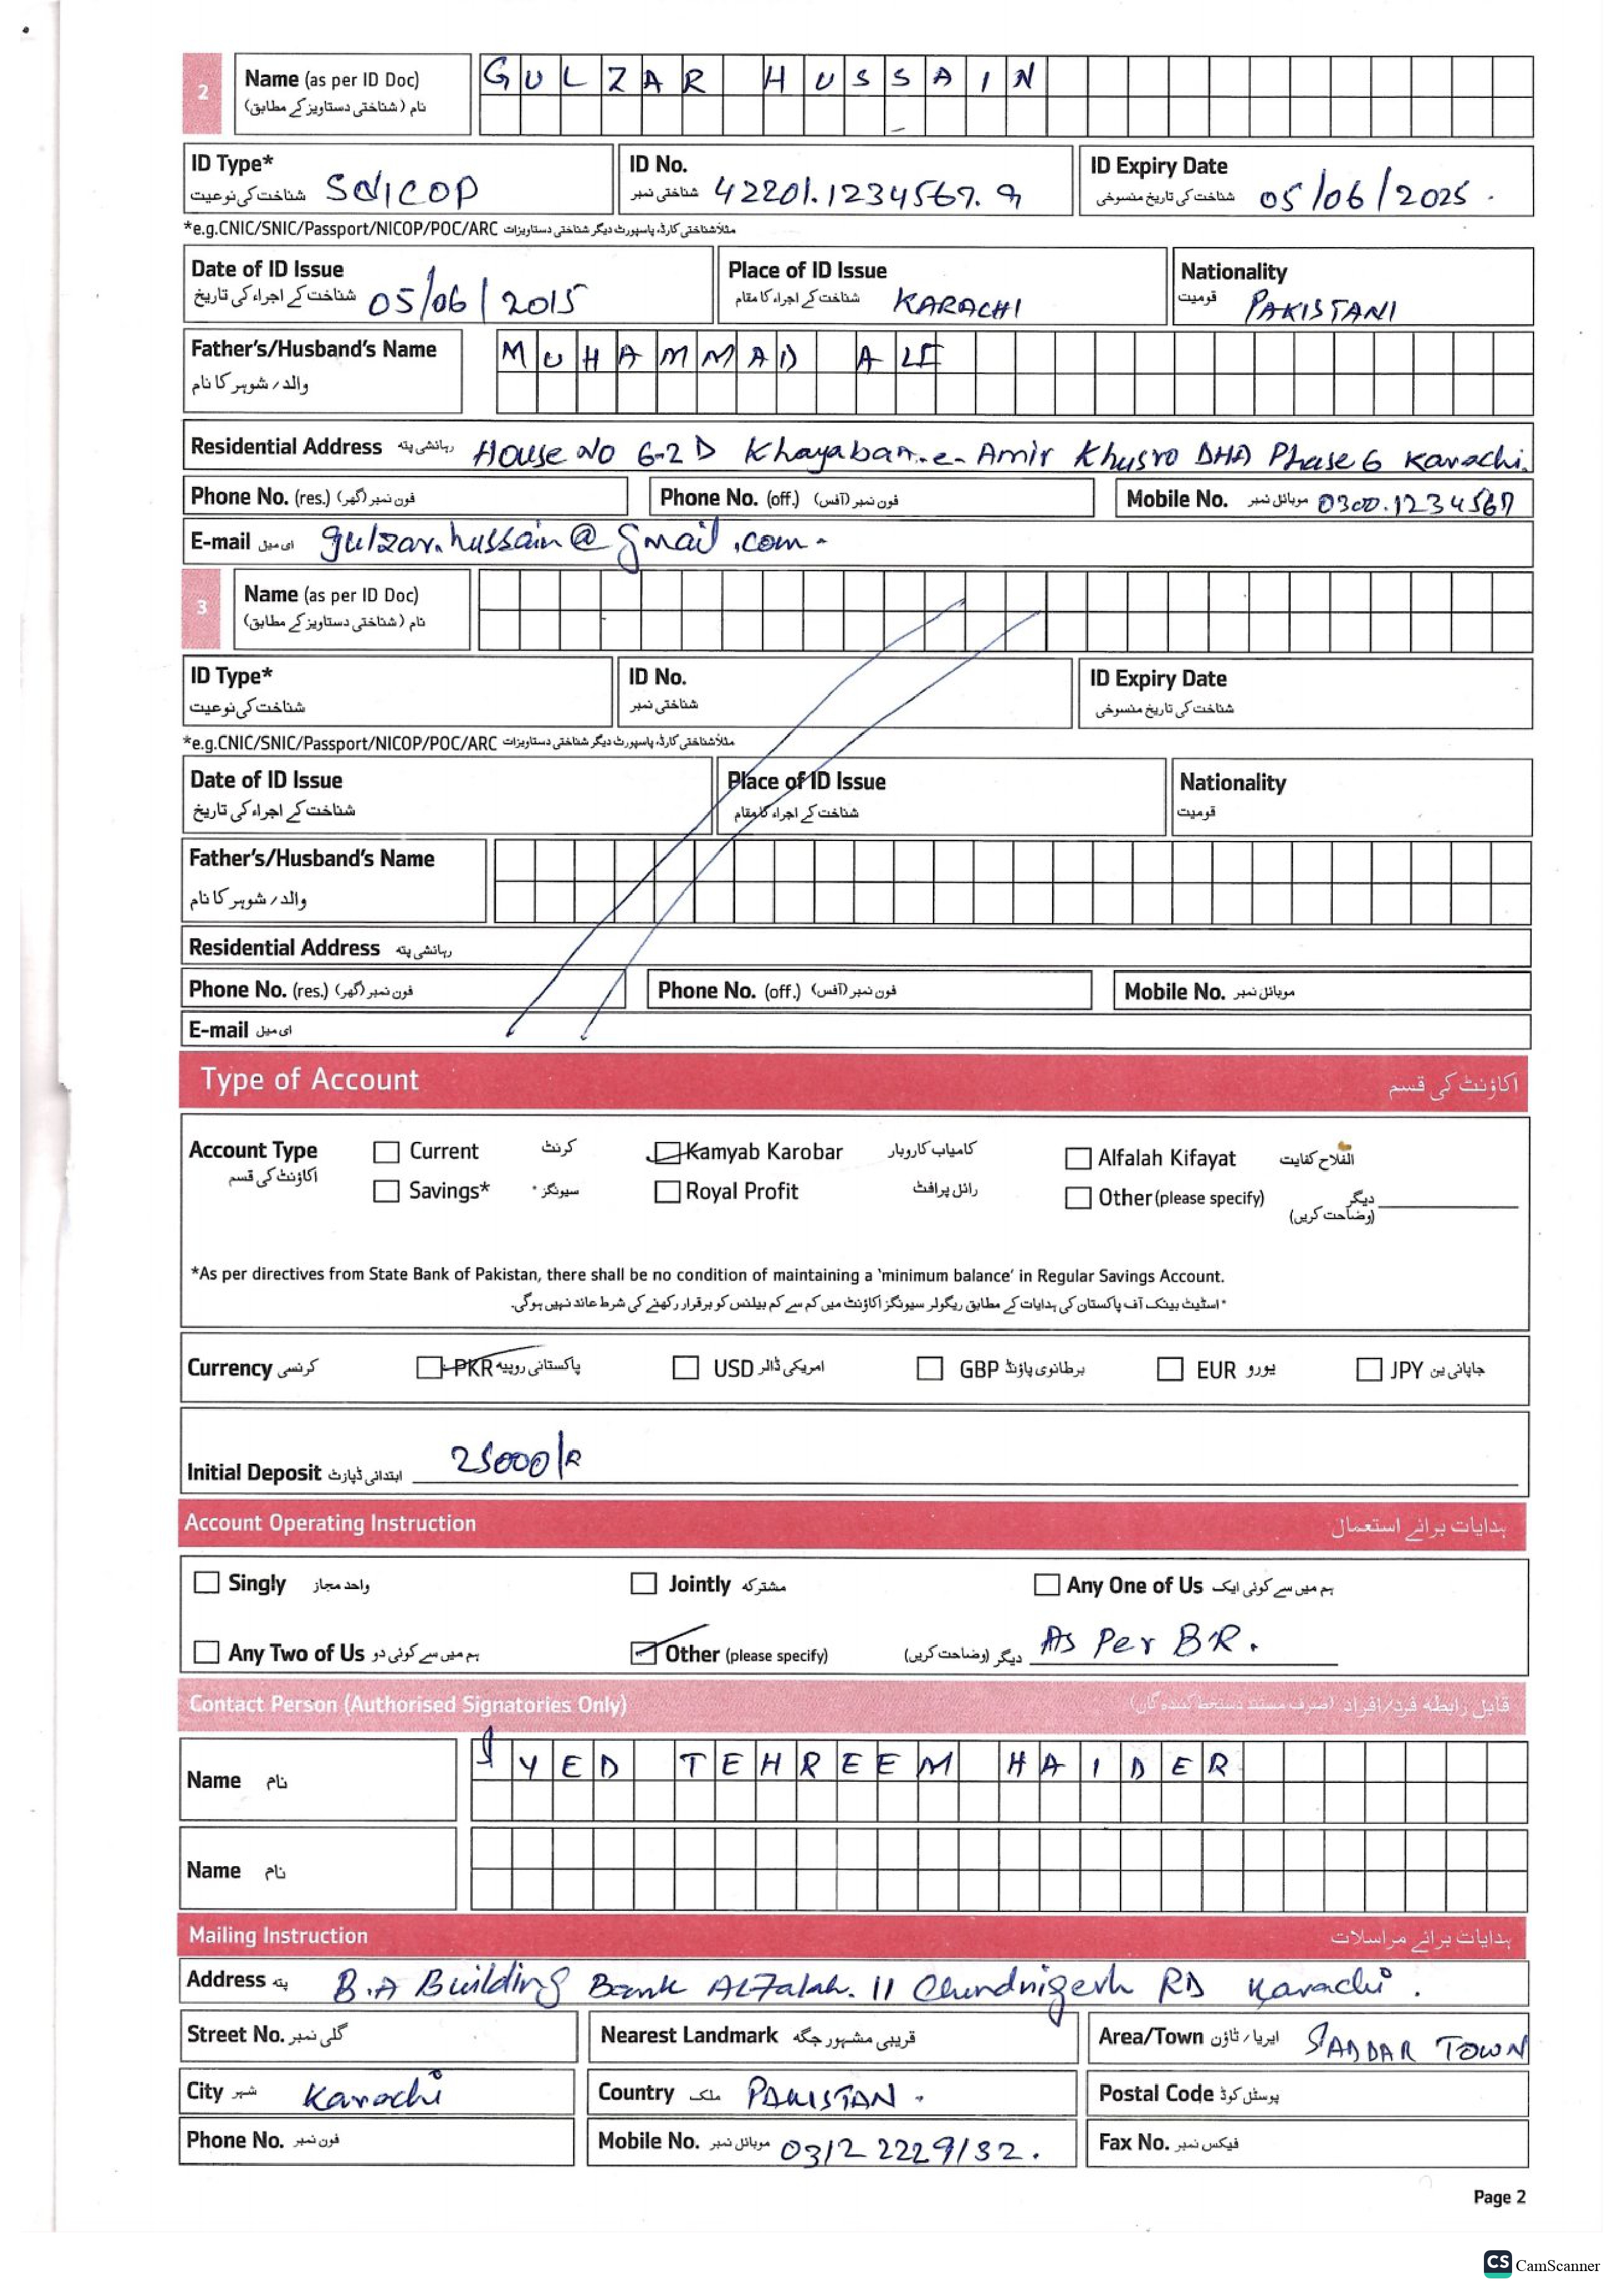 2 Name (as per ID Doc) GULZAR HUSSAIN
نام (شناختی دستاویز کے مطابق)
ID Type* ID No. ID Expiry Date
شناخت کی نوعیت SNICOP شناختی نمبر 42201.1234567.9 شناخت کی تاریخ منسوخی 05/06/2025.
*e.g.CNIC/SNIC/Passport/NICOP/POC/ARC مثلاً شناختی کارڈ، پاسپورٹ دیگر شناختی دستاویزات
Date of ID Issue Place of ID Issue Nationality
شناخت کے اجراء کی تاریخ 05/06/2015 شناخت کے اجراء کا مقام KARACHI قومیت PAKISTANI
Father's/Husband's Name MUHAMMAD ALI
والد / شوہر کا نام
Residential Address رہائشی پتہ House No 6-2D Khayaban-e-Amir Khusro DHA Phase 6 Karachi.
Phone No. (res.) فون نمبر (گھر) Phone No. (off.) فون نمبر (آفس) Mobile No. موبائل نمبر 0300.1234567
E-mail ای میل gulzar.hussain@gmail.com.
3 Name (as per ID Doc)
نام (شناختی دستاویز کے مطابق)
ID Type* ID No. ID Expiry Date
شناخت کی نوعیت شناختی نمبر شناخت کی تاریخ منسوخی
*e.g.CNIC/SNIC/Passport/NICOP/POC/ARC مثلاً شناختی کارڈ، پاسپورٹ دیگر شناختی دستاویزات
Date of ID Issue Place of ID Issue Nationality
شناخت کے اجراء کی تاریخ شناخت کے اجراء کا مقام قومیت
Father's/Husband's Name
والد / شوہر کا نام
Residential Address رہائشی پتہ
Phone No. (res.) فون نمبر (گھر) Phone No. (off.) فون نمبر (آفس) Mobile No. موبائل نمبر
E-mail ای میل
Type of Account اکاؤنٹ کی قسم
Account Type Current کرنٹ Kamyab Karobar کامیاب کاروبار Alfalah Kifayat الفلاح کفایت
اکاؤنٹ کی قسم Savings* سیونگز* Royal Profit رائل پرافٹ Other (please specify) دیگر (وضاحت کریں)
*As per directives from State Bank of Pakistan, there shall be no condition of maintaining a 'minimum balance' in Regular Savings Account.
*اسٹیٹ بینک آف پاکستان کی ہدایات کے مطابق ریگولر سیونگز اکاؤنٹ میں کم سے کم بیلنس کو برقرار رکھنے کی شرط عائد نہیں ہوگی۔
Currency کرنسی PKR پاکستانی روپیہ USD امریکی ڈالر GBP برطانوی پاؤنڈ EUR یورو JPY جاپانی ین
Initial Deposit ابتدائی ڈپازٹ 25000/=
Account Operating Instruction ہدایات برائے استعمال
Singly واحد مجاز Jointly مشترکہ Any One of Us ہم میں سے کوئی ایک
Any Two of Us ہم میں سے کوئی دو Other (please specify) دیگر (وضاحت کریں) As Per B.R.
Contact Person (Authorised Signatories Only) قابل رابطہ فرد/افراد (صرف مستند دستخط کنندگان)
Name نام SYED TEHREEM HAIDER
Name نام
Mailing Instruction ہدایات برائے مراسلات
Address پتہ B.A Building Bank ALFalah. II Chundrigerh RD Karachi.
Street No. گلی نمبر Nearest Landmark قریبی مشہور جگہ Area/Town ایریا / ٹاؤن SADDAR TOWN
City شہر Karachi Country ملک PAKISTAN. Postal Code پوسٹل کوڈ
Phone No. فون نمبر Mobile No. موبائل نمبر 0312 2229132. Fax No. فیکس نمبر
Page 2
CS CamScanner